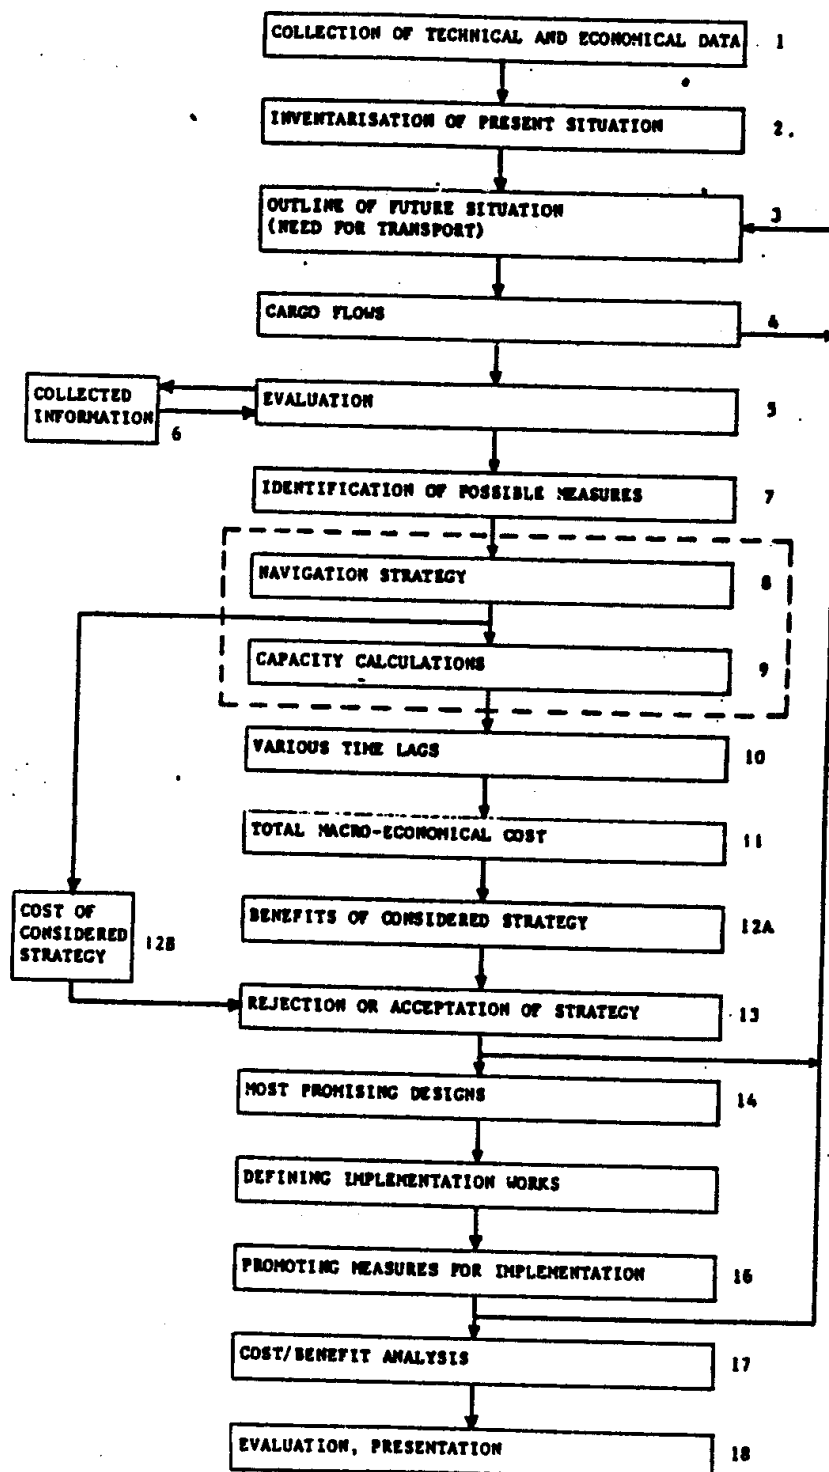 COLLECTION OF TECHNICAL AND ECONOMICAL DATA 1
INVENTARISATION OF PRESENT SITUATION 2.
OUTLINE OF FUTURE SITUATION 3
(NEED FOR TRANSPORT)
CARGO FLOWS 4
COLLECTED
INFORMATION
6
EVALUATION 5
IDENTIFICATION OF POSSIBLE MEASURES 7
NAVIGATION STRATEGY 8
CAPACITY CALCULATIONS 9
VARIOUS TIME LAGS 10
TOTAL MACRO-ECONOMICAL COST 11
BENEFITS OF CONSIDERED STRATEGY 12A
COST OF
CONSIDERED
STRATEGY
12B
REJECTION OR ACCEPTATION OF STRATEGY 13
MOST PROMISING DESIGNS 14
DEFINING IMPLEMENTATION WORKS
PROMOTING MEASURES FOR IMPLEMENTATION 16
COST/BENEFIT ANALYSIS 17
EVALUATION, PRESENTATION 18